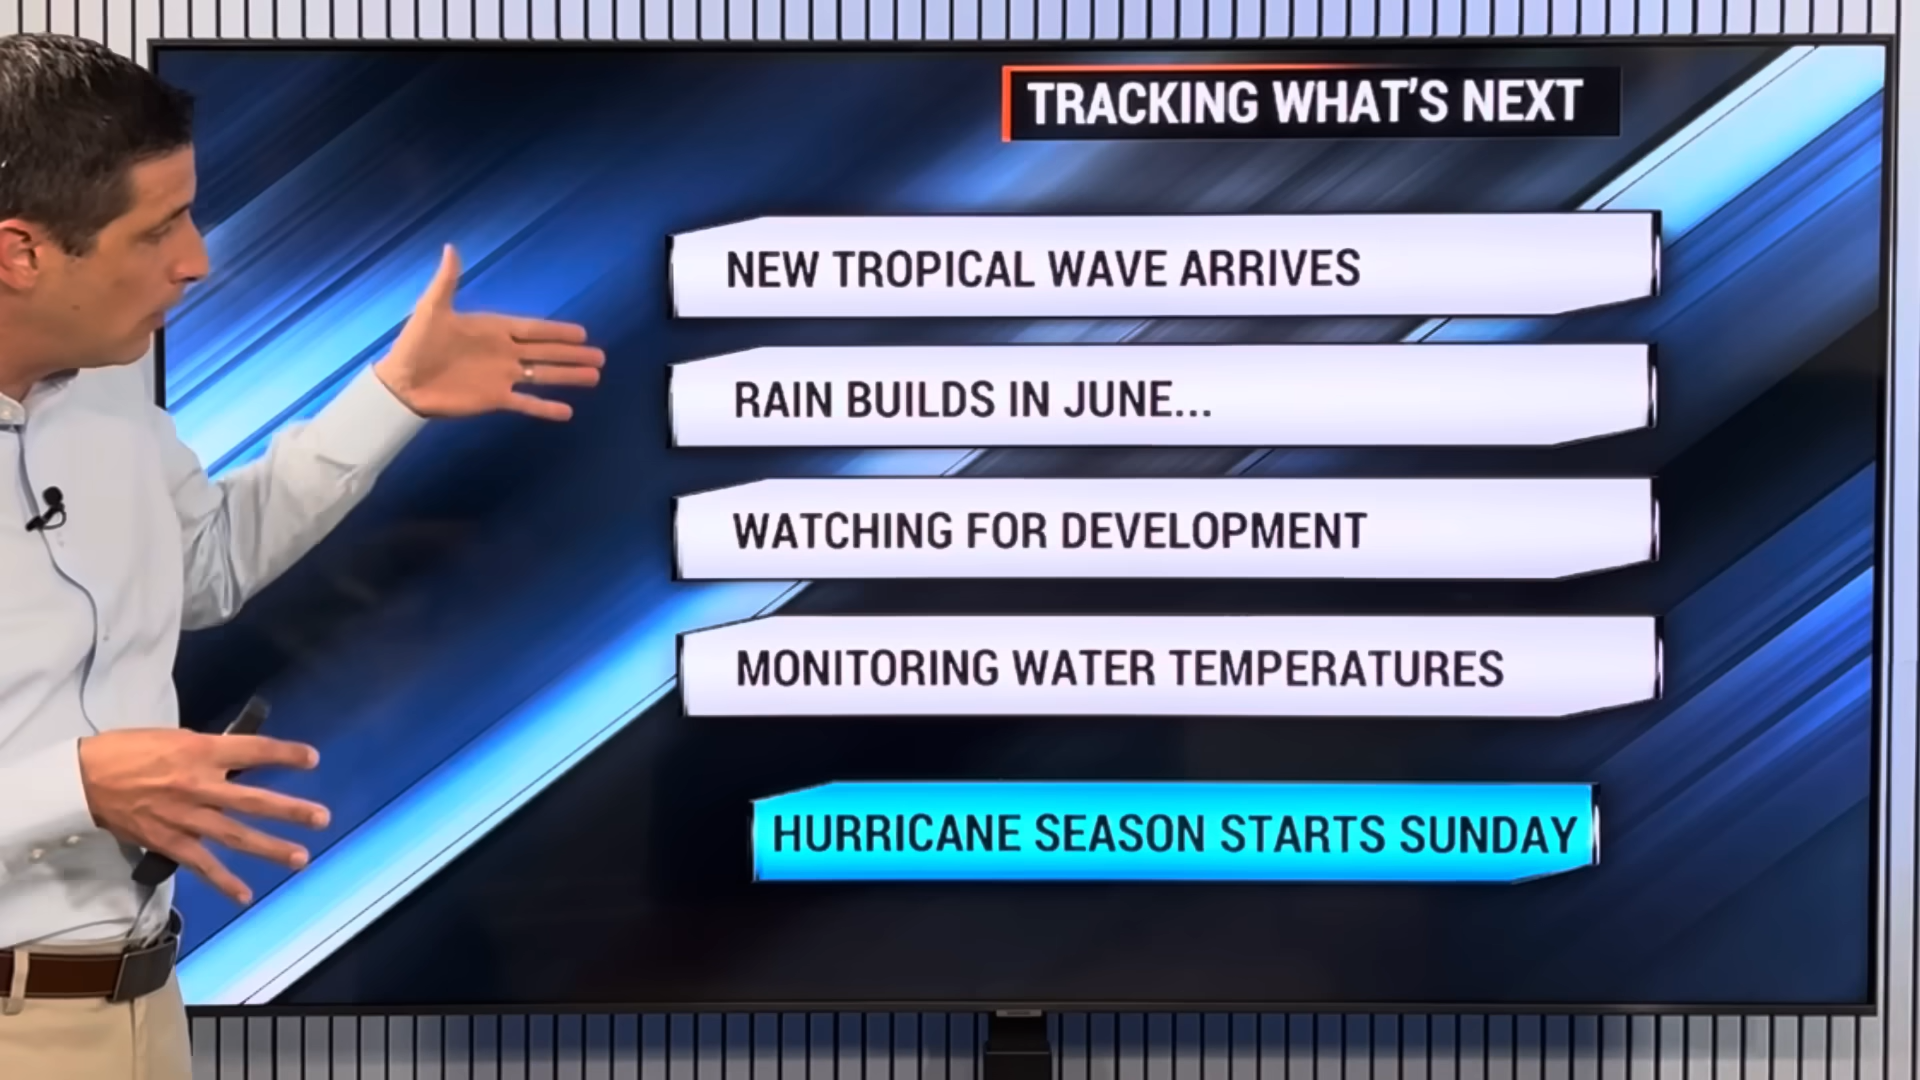 TRACKING WHAT'S NEXT
NEW TROPICAL WAVE ARRIVES
RAIN BUILDS IN JUNE...
WATCHING FOR DEVELOPMENT
MONITORING WATER TEMPERATURES
HURRICANE SEASON STARTS SUNDAY